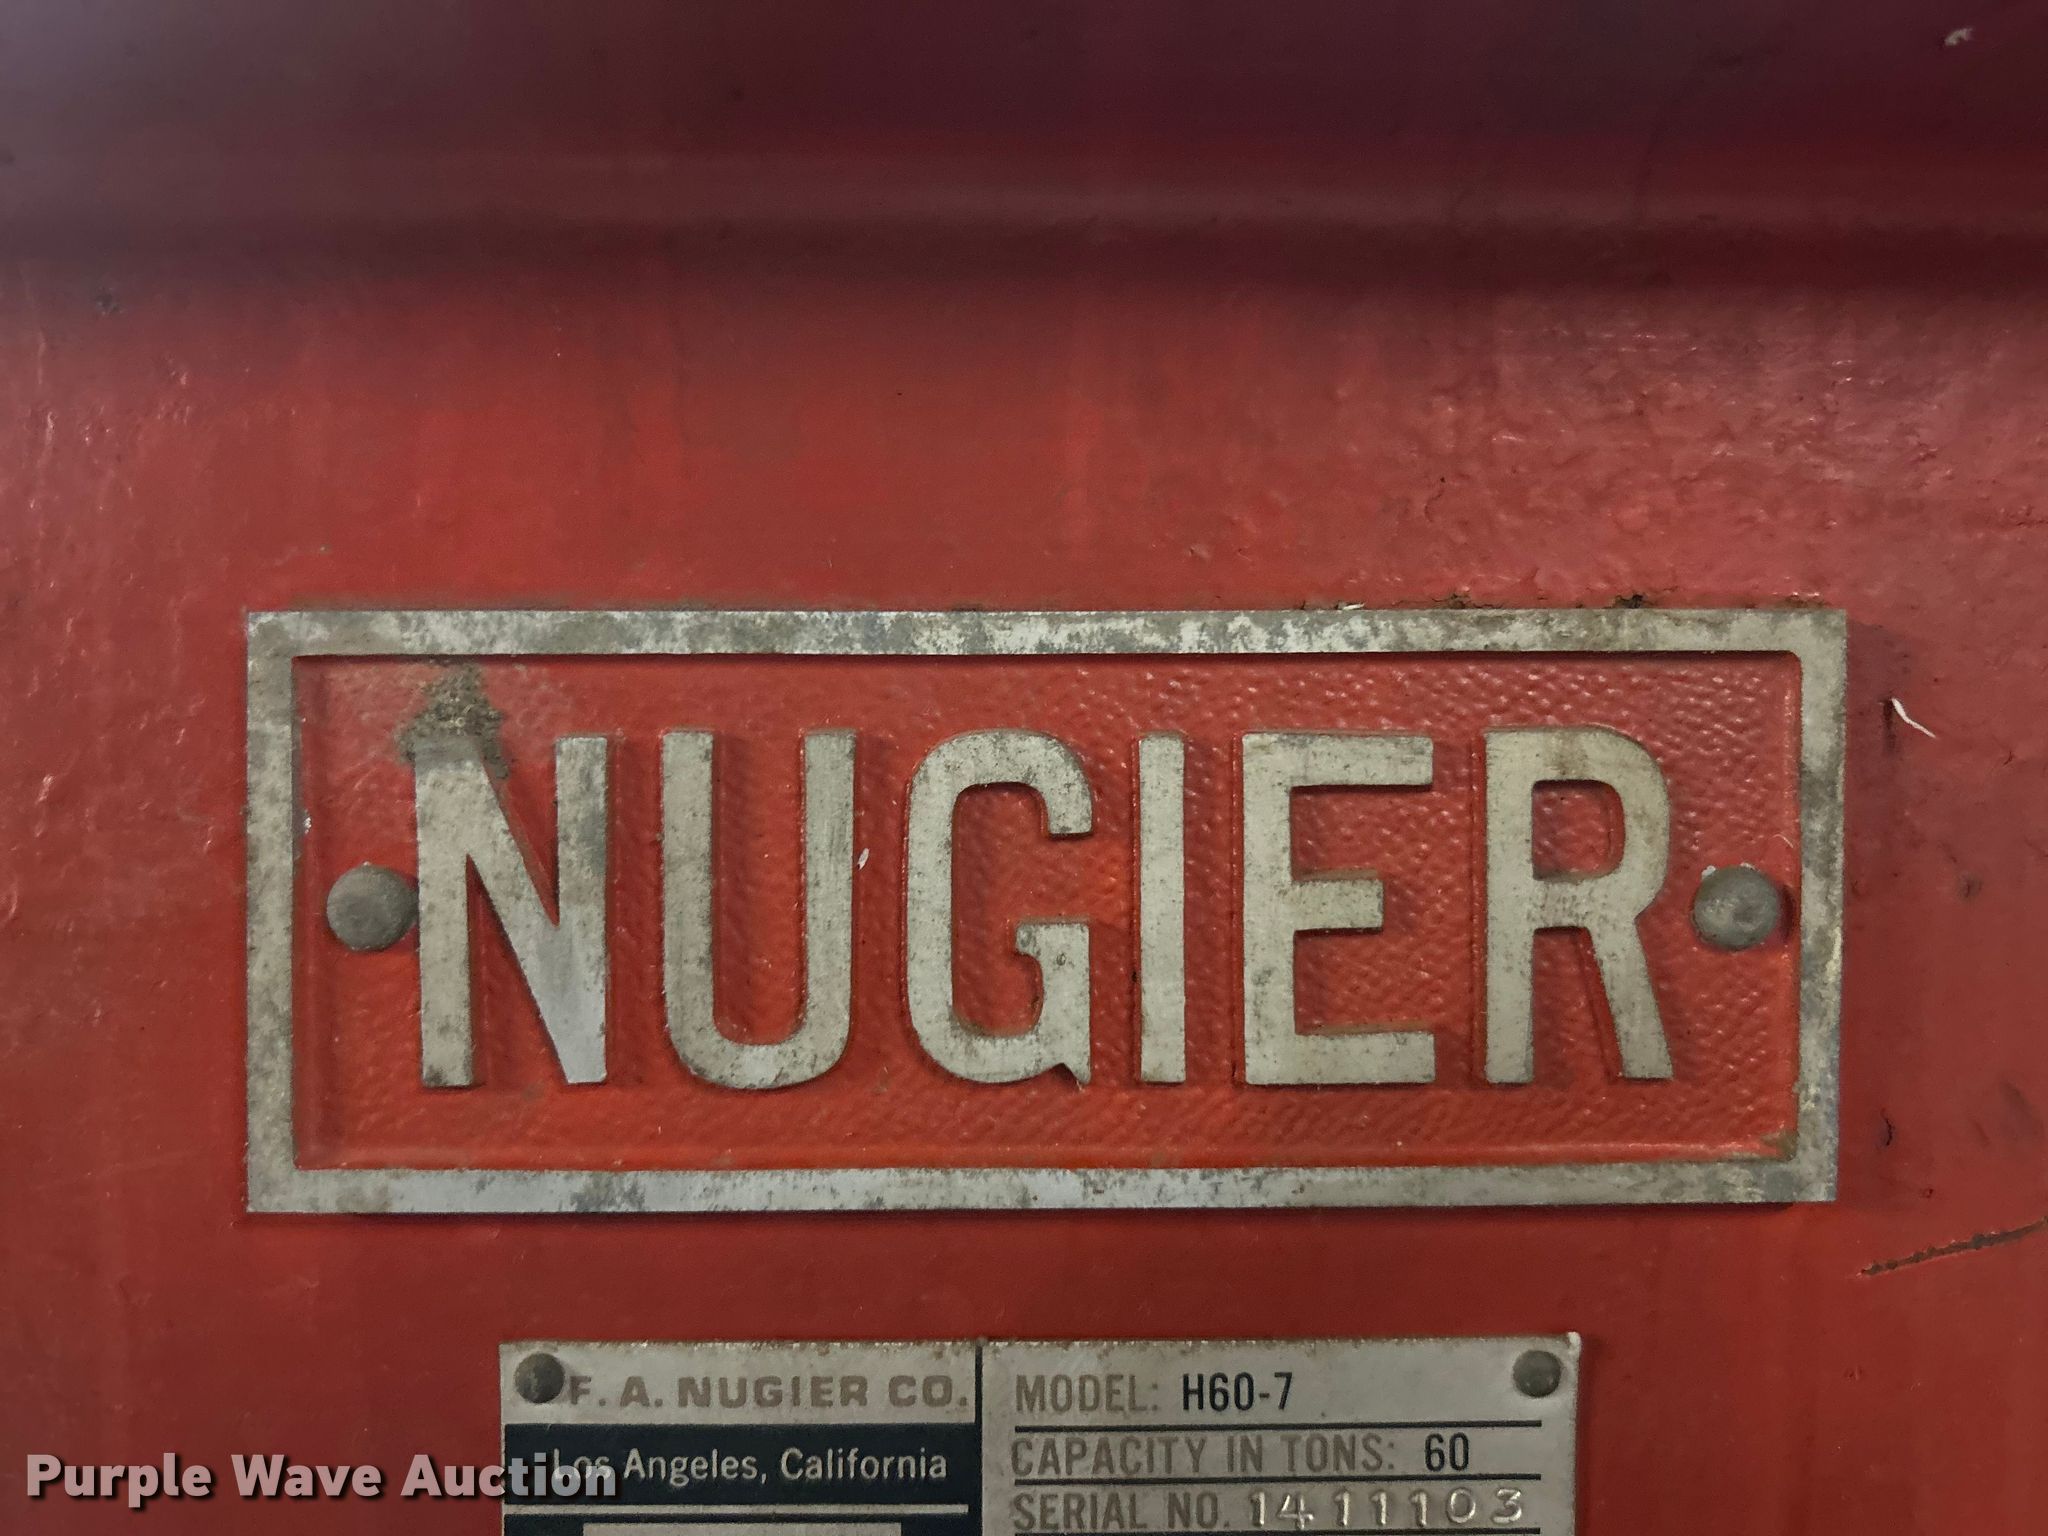 NUGIER
F. A. NUGIER CO.
Los Angeles, California
MODEL: H60-7
CAPACITY IN TONS: 60
SERIAL NO. 1411103
Purple Wave Auction